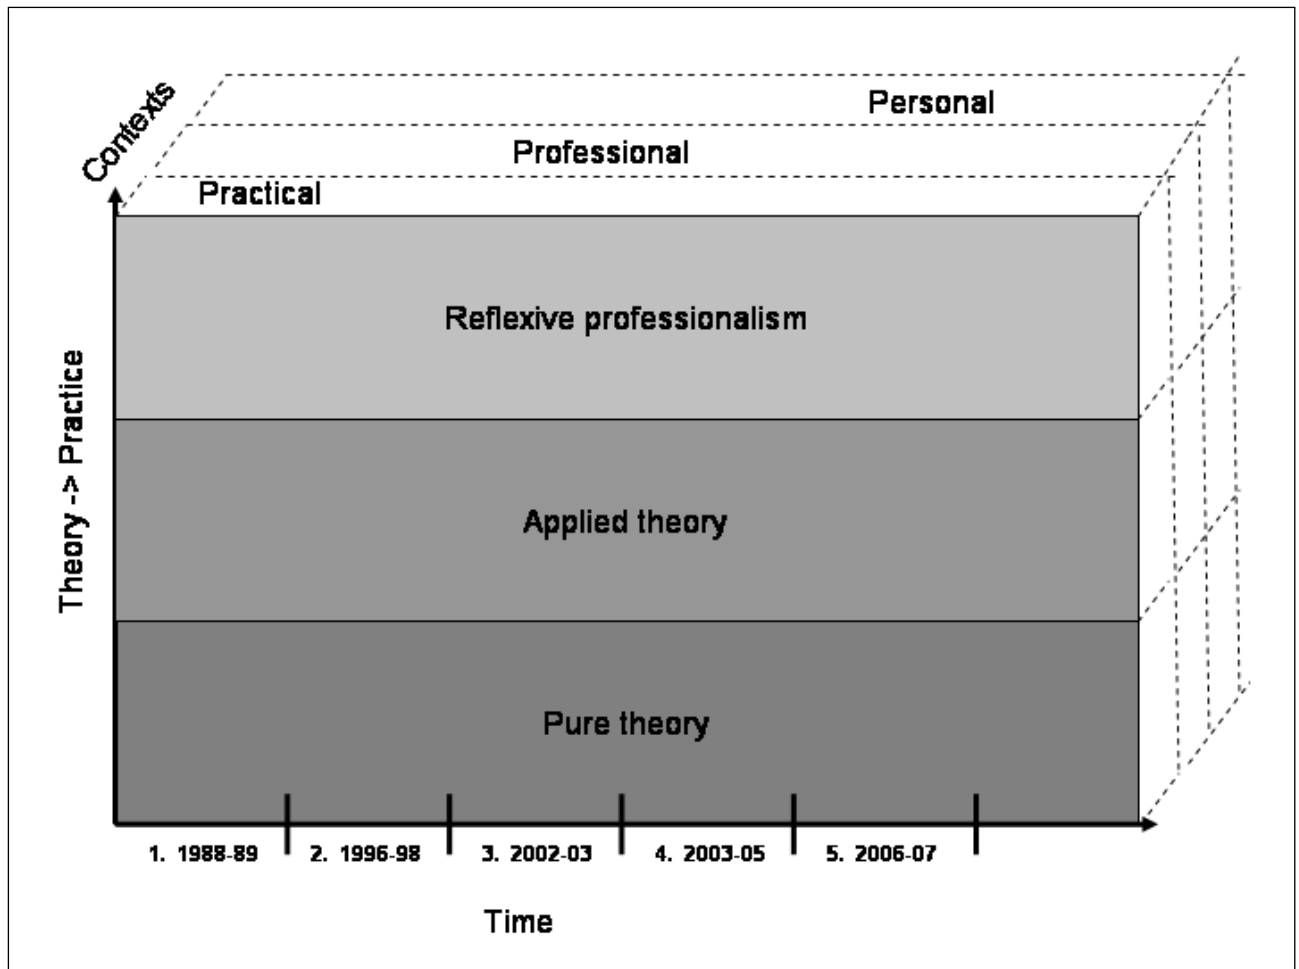 Contexts
Personal
Professional
Practical
Reflexive professionalism
Theory -> Practice
Applied theory
Pure theory
1. 1988-89 2. 1996-98 3. 2002-03 4. 2003-05 5. 2006-07
Time